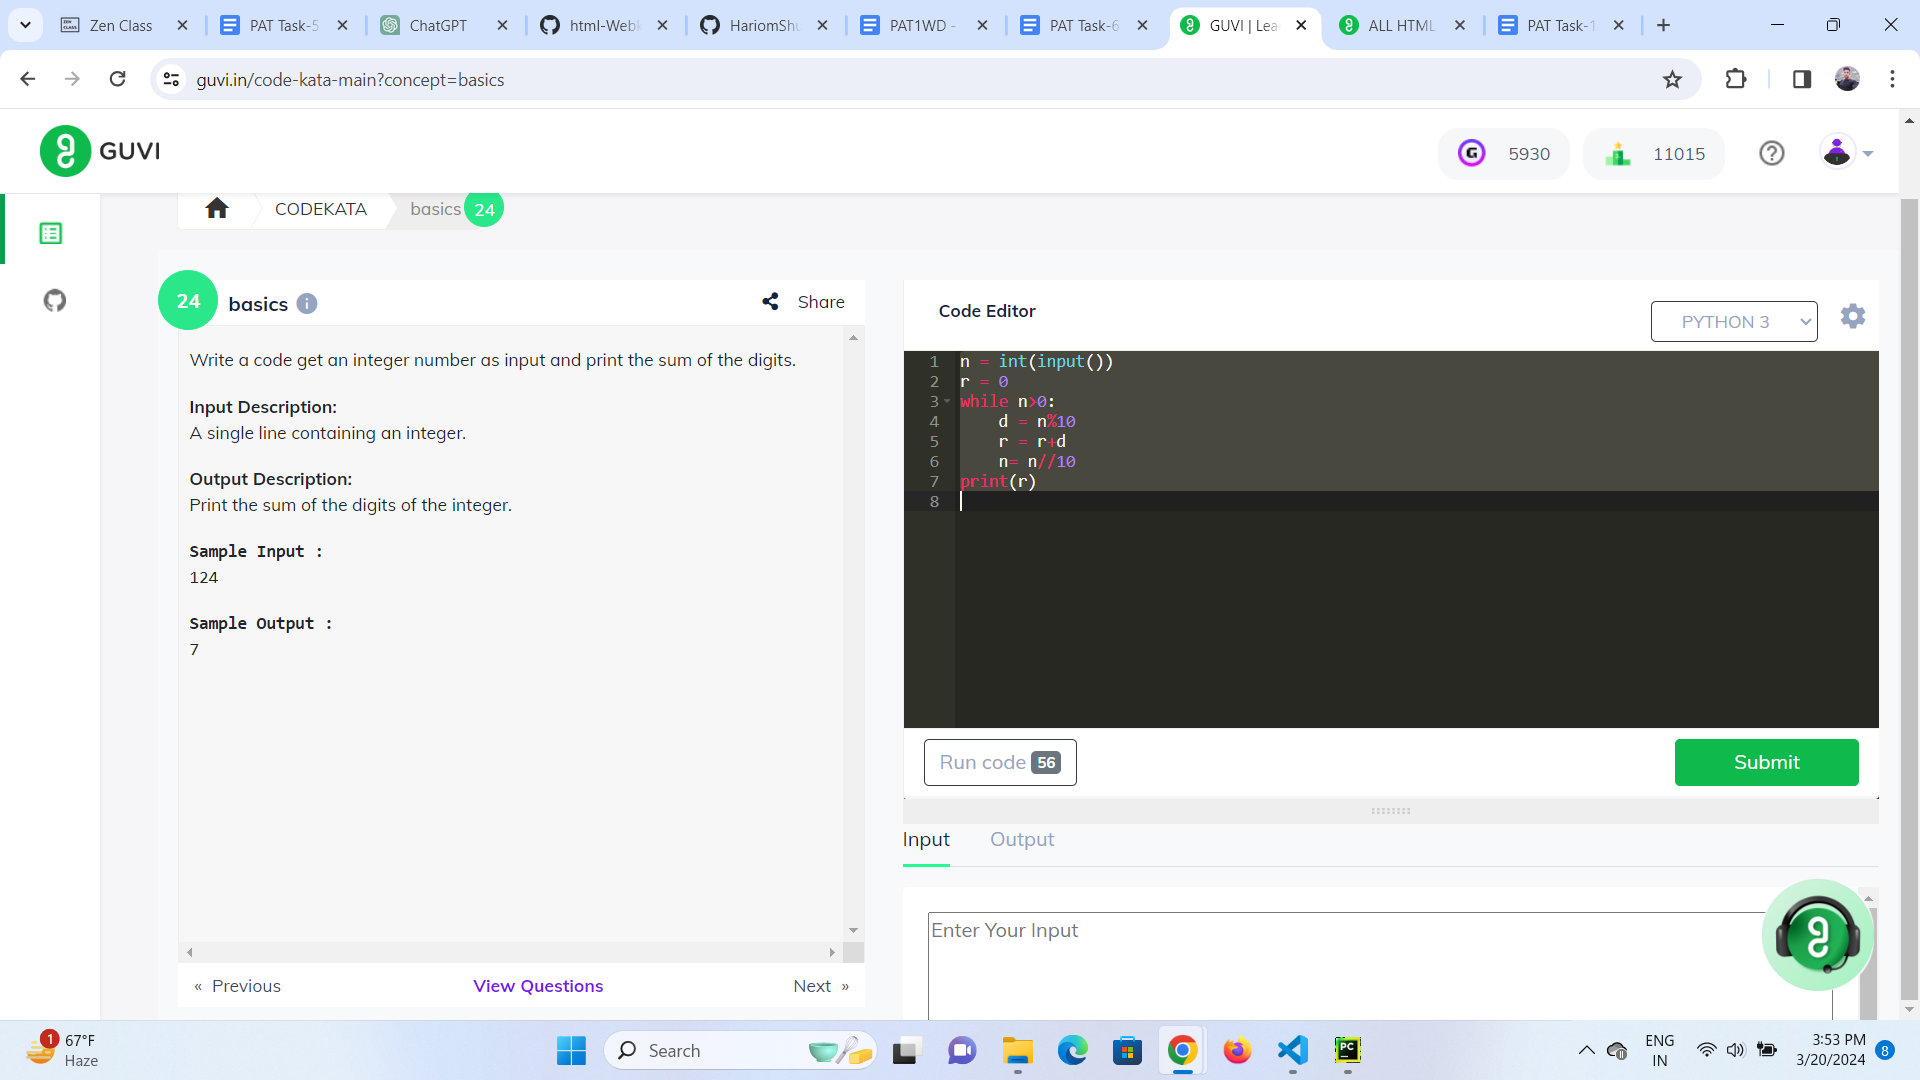 Zen Class
PAT Task-5
ChatGPT
html-Webk
HariomShu
PAT1WD -
PAT Task-6
GUVI | Lea
ALL HTML
PAT Task-1
guvi.in/code-kata-main?concept=basics
GUVI
5930
11015
CODEKATA
basics 24
24
basics
Share
Write a code get an integer number as input and print the sum of the digits.
Input Description:
A single line containing an integer.
Output Description:
Print the sum of the digits of the integer.
Sample Input :
124
Sample Output :
7
« Previous
View Questions
Next »
Code Editor
PYTHON 3
1 n = int(input())
2 r = 0
3 while n>0:
4 d = n%10
5 r = r+d
6 n= n//10
7 print(r)
8
Run code 56
Submit
Input
Output
Enter Your Input
1
67°F
Haze
Search
PC
ENG
IN
3:53 PM
3/20/2024
8